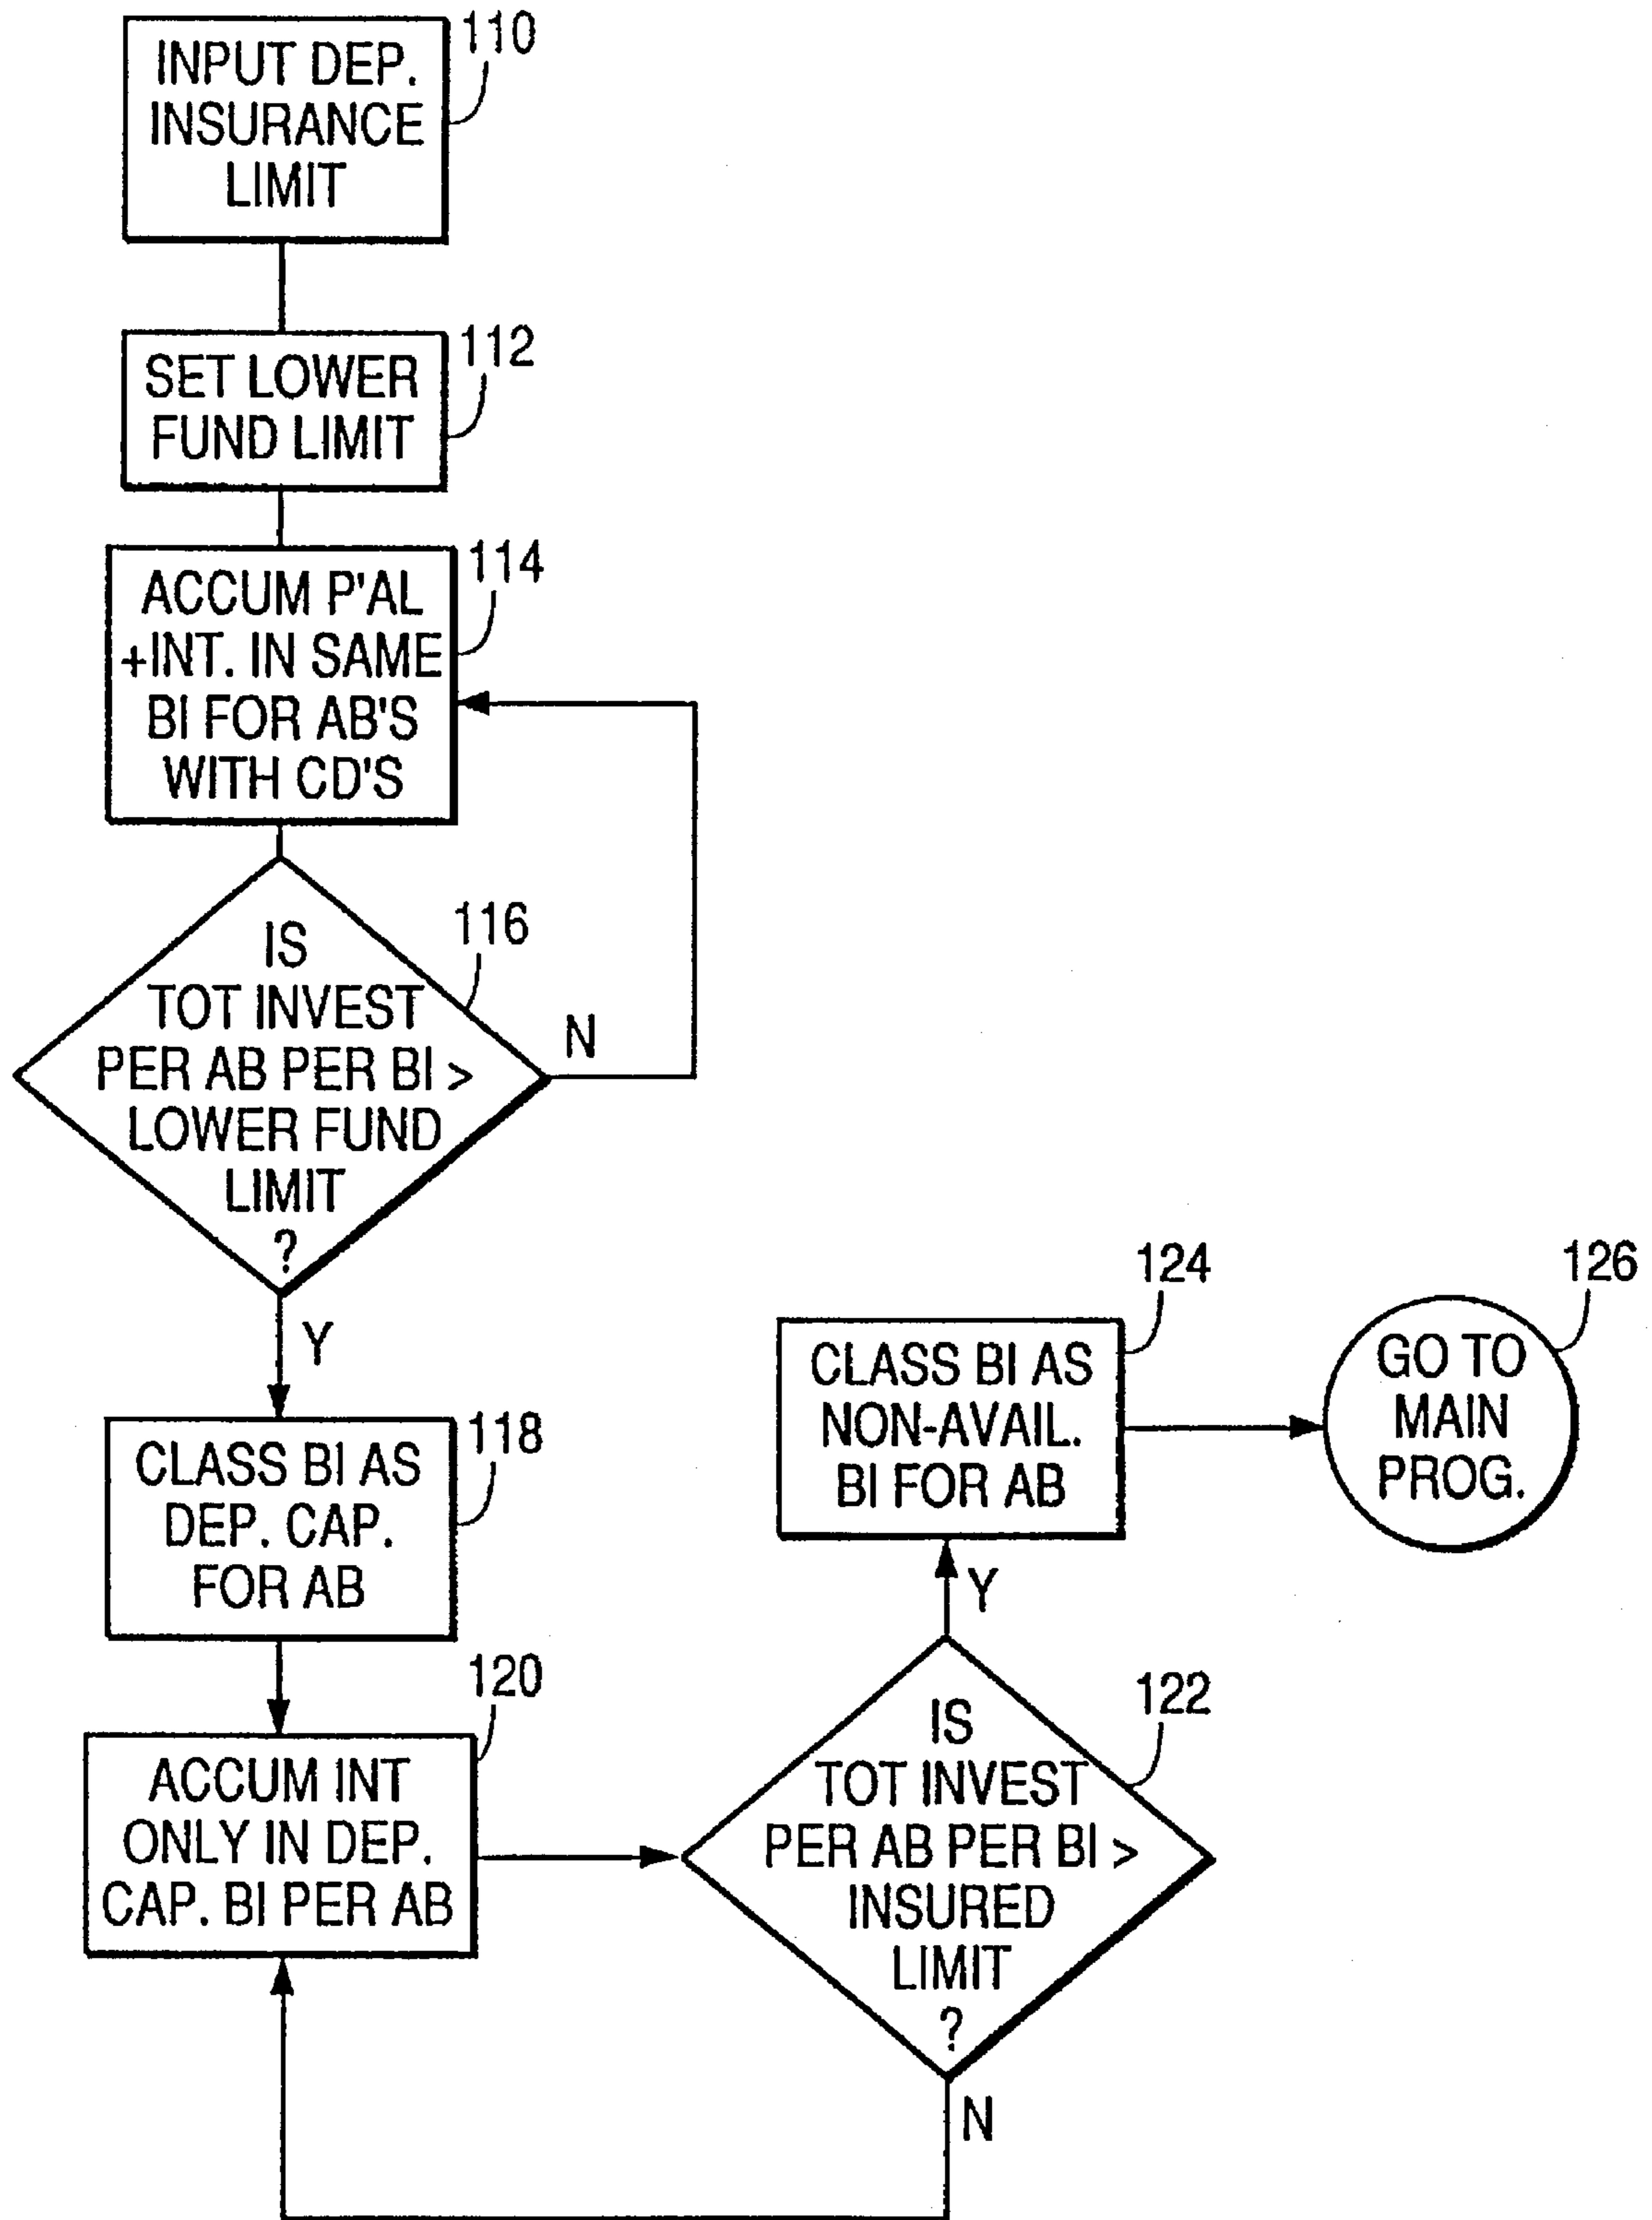 110
INPUT DEP.
INSURANCE
LIMIT
112
SET LOWER
FUND LIMIT
114
ACCUM P'AL
+INT. IN SAME
BI FOR AB'S
WITH CD'S
116
IS
TOT INVEST
PER AB PER BI >
LOWER FUND
LIMIT
?
N
Y
118
CLASS BI AS
DEP. CAP.
FOR AB
120
ACCUM INT
ONLY IN DEP.
CAP. BI PER AB
122
IS
TOT INVEST
PER AB PER BI >
INSURED
LIMIT
?
N
Y
124
CLASS BI AS
NON-AVAIL.
BI FOR AB
126
GO TO
MAIN
PROG.